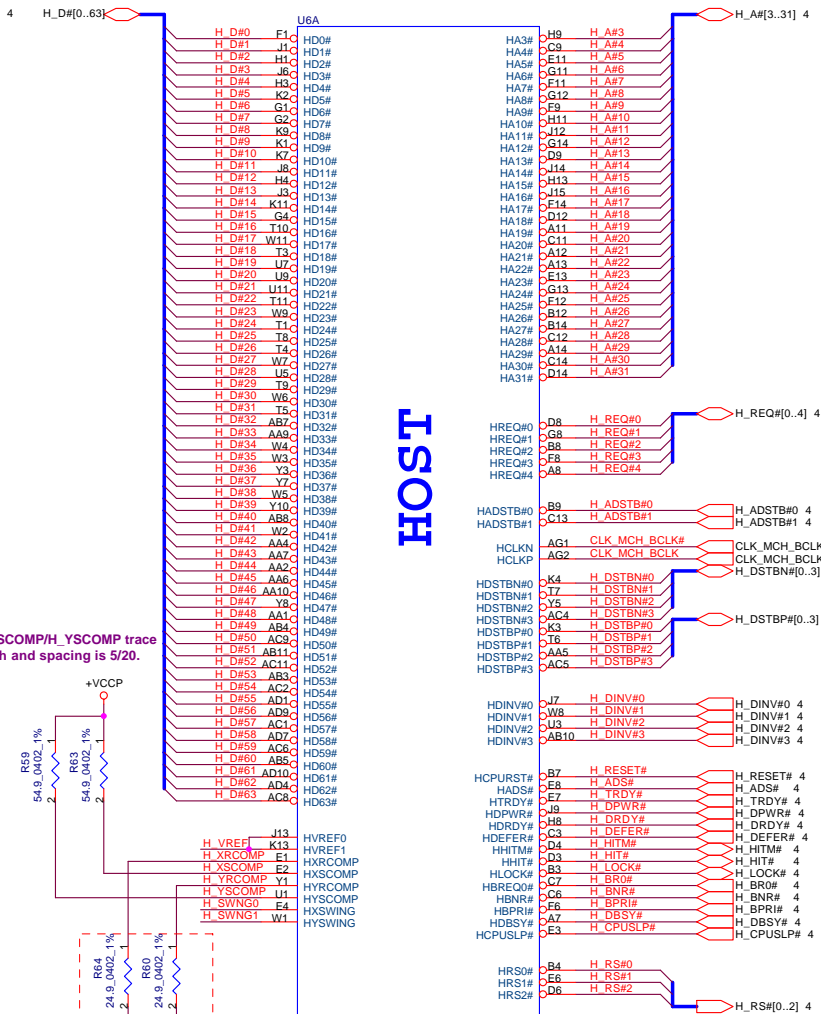 4 H_D#[0..63]
U6A
H_D#0 F1 HD0#
H_D#1 J1 HD1#
H_D#2 H1 HD2#
H_D#3 J6 HD3#
H_D#4 H3 HD4#
H_D#5 K2 HD5#
H_D#6 G1 HD6#
H_D#7 G2 HD7#
H_D#8 K9 HD8#
H_D#9 K1 HD9#
H_D#10 K7 HD10#
H_D#11 J8 HD11#
H_D#12 H4 HD12#
H_D#13 J3 HD13#
H_D#14 K11 HD14#
H_D#15 G4 HD15#
H_D#16 T10 HD16#
H_D#17 W11 HD17#
H_D#18 T3 HD18#
H_D#19 U7 HD19#
H_D#20 U9 HD20#
H_D#21 U11 HD21#
H_D#22 T11 HD22#
H_D#23 W9 HD23#
H_D#24 T1 HD24#
H_D#25 T8 HD25#
H_D#26 T4 HD26#
H_D#27 W7 HD27#
H_D#28 U5 HD28#
H_D#29 T9 HD29#
H_D#30 W6 HD30#
H_D#31 T5 HD31#
H_D#32 AB7 HD32#
H_D#33 AA9 HD33#
H_D#34 W4 HD34#
H_D#35 W3 HD35#
H_D#36 Y3 HD36#
H_D#37 Y7 HD37#
H_D#38 W5 HD38#
H_D#39 Y10 HD39#
H_D#40 AB8 HD40#
H_D#41 W2 HD41#
H_D#42 AA4 HD42#
H_D#43 AA7 HD43#
H_D#44 AA2 HD44#
H_D#45 AA6 HD45#
H_D#46 AA10 HD46#
H_D#47 Y8 HD47#
H_D#48 AA1 HD48#
H_D#49 AB4 HD49#
H_D#50 AC9 HD50#
H_D#51 AB11 HD51#
H_D#52 AC11 HD52#
H_D#53 AB3 HD53#
H_D#54 AC2 HD54#
H_D#55 AD1 HD55#
H_D#56 AD9 HD56#
H_D#57 AC1 HD57#
H_D#58 AD7 HD58#
H_D#59 AC6 HD59#
H_D#60 AB5 HD60#
H_D#61 AD10 HD61#
H_D#62 AD4 HD62#
H_D#63 AC8 HD63#
J13 HVREF0
H_VREF K13 HVREF1
H_XRCOMP E1 HXRCOMP
H_XSCOMP E2 HXSCOMP
H_YRCOMP Y1 HYRCOMP
H_YSCOMP U1 HYSCOMP
H_SWNG0 E4 HXSWING
H_SWNG1 W1 HYSWING
SCOMP/H_YSCOMP trace
h and spacing is 5/20.
+VCCP
R59 54.9_0402_1% 1 2
R63 54.9_0402_1% 1 2
R64 24.9_0402_1% 1 2
R60 24.9_0402_1% 1 2
HOST
H_A#[3..31] 4
HA3# H9 H_A#3
HA4# C9 H_A#4
HA5# E11 H_A#5
HA6# G11 H_A#6
HA7# F11 H_A#7
HA8# G12 H_A#8
HA9# F9 H_A#9
HA10# H11 H_A#10
HA11# J12 H_A#11
HA12# G14 H_A#12
HA13# D9 H_A#13
HA14# J14 H_A#14
HA15# H13 H_A#15
HA16# J15 H_A#16
HA17# F14 H_A#17
HA18# D12 H_A#18
HA19# A11 H_A#19
HA20# C11 H_A#20
HA21# A12 H_A#21
HA22# A13 H_A#22
HA23# E13 H_A#23
HA24# G13 H_A#24
HA25# F12 H_A#25
HA26# B12 H_A#26
HA27# B14 H_A#27
HA28# C12 H_A#28
HA29# A14 H_A#29
HA30# C14 H_A#30
HA31# D14 H_A#31
H_REQ#[0..4] 4
HREQ#0 D8 H_REQ#0
HREQ#1 G8 H_REQ#1
HREQ#2 B8 H_REQ#2
HREQ#3 F8 H_REQ#3
HREQ#4 A8 H_REQ#4
HADSTB#0 B9 H_ADSTB#0 H_ADSTB#0 4
HADSTB#1 C13 H_ADSTB#1 H_ADSTB#1 4
HCLKN AG1 CLK_MCH_BCLK# CLK_MCH_BCLK
HCLKP AG2 CLK_MCH_BCLK CLK_MCH_BCLK
H_DSTBN#[0..3]
HDSTBN#0 K4 H_DSTBN#0
HDSTBN#1 T7 H_DSTBN#1
HDSTBN#2 Y5 H_DSTBN#2
HDSTBN#3 AC4 H_DSTBN#3
H_DSTBP#[0..3]
HDSTBP#0 K3 H_DSTBP#0
HDSTBP#1 T6 H_DSTBP#1
HDSTBP#2 AA5 H_DSTBP#2
HDSTBP#3 AC5 H_DSTBP#3
HDINV#0 J7 H_DINV#0 H_DINV#0 4
HDINV#1 W8 H_DINV#1 H_DINV#1 4
HDINV#2 U3 H_DINV#2 H_DINV#2 4
HDINV#3 AB10 H_DINV#3 H_DINV#3 4
HCPURST# B7 H_RESET# H_RESET# 4
HADS# E8 H_ADS# H_ADS# 4
HTRDY# E7 H_TRDY# H_TRDY# 4
HDPWR# J9 H_DPWR# H_DPWR# 4
HDRDY# H8 H_DRDY# H_DRDY# 4
HDEFER# C3 H_DEFER# H_DEFER# 4
HHITM# D4 H_HITM# H_HITM# 4
HHIT# D3 H_HIT# H_HIT# 4
HLOCK# B3 H_LOCK# H_LOCK# 4
HBREQ0# C7 H_BR0# H_BR0# 4
HBNR# C6 H_BNR# H_BNR# 4
HBPRI# F6 H_BPRI# H_BPRI# 4
HDBSY# A7 H_DBSY# H_DBSY# 4
HCPUSLP# E3 H_CPUSLP# H_CPUSLP# 4
HRS0# B4 H_RS#0
HRS1# E6 H_RS#1
HRS2# D6 H_RS#2
H_RS#[0..2] 4